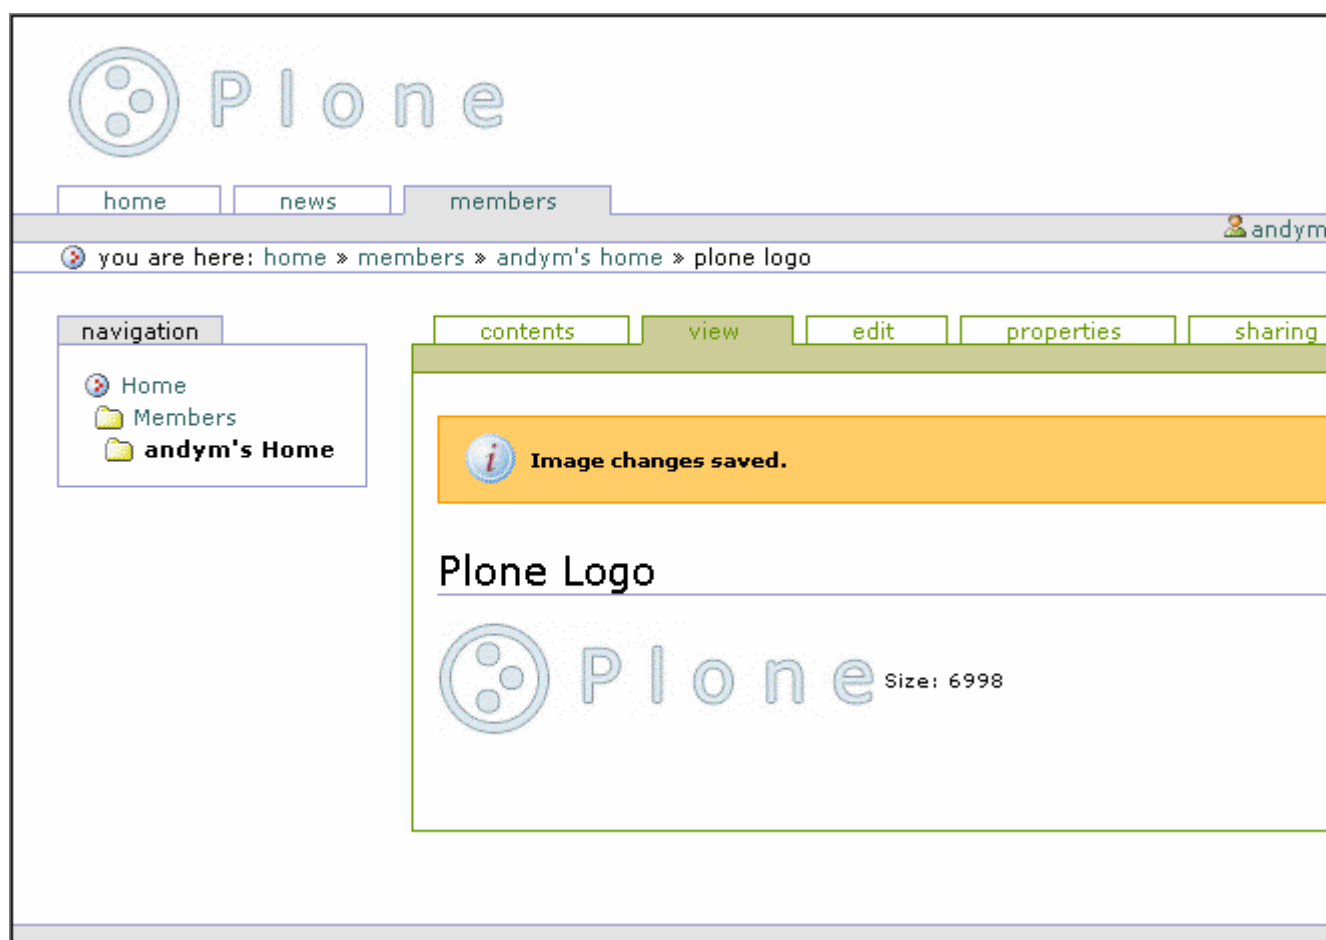 Plone
home news members
andym
you are here: home » members » andym's home » plone logo
navigation
Home
Members
andym's Home
contents view edit properties sharing
i Image changes saved.
Plone Logo
Plone Size: 6998